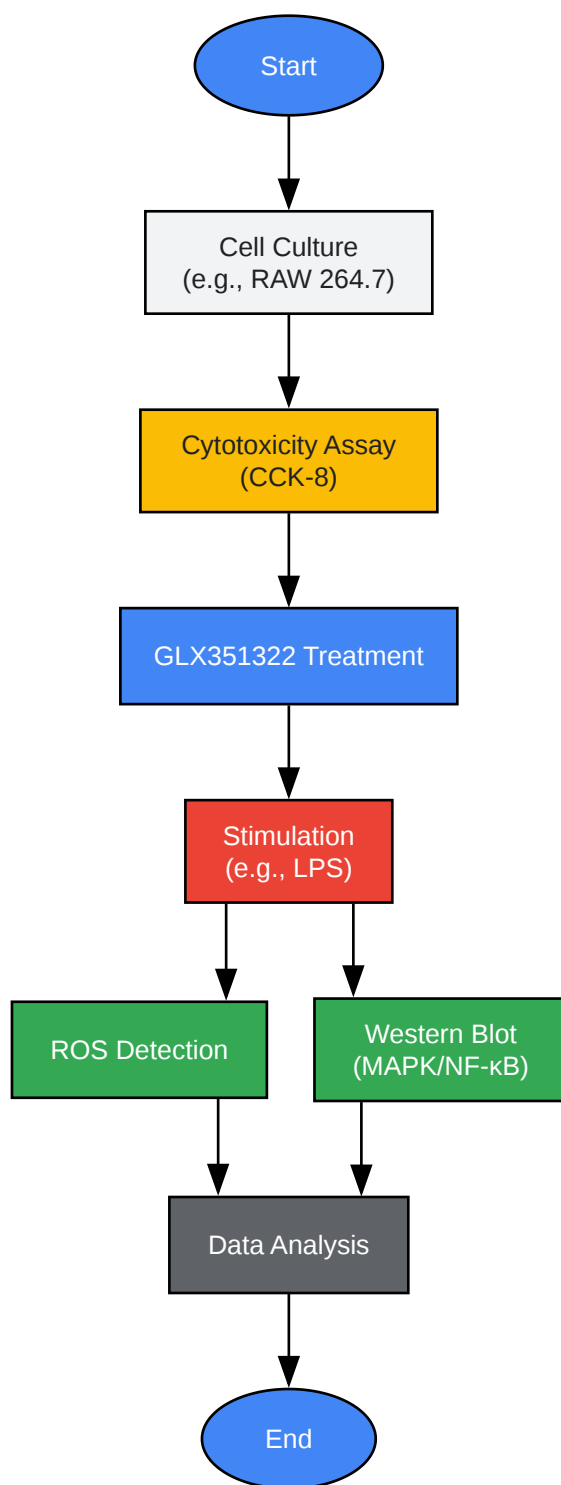 Start
Cell Culture
(e.g., RAW 264.7)
Cytotoxicity Assay
(CCK-8)
GLX351322 Treatment
Stimulation
(e.g., LPS)
ROS Detection
Western Blot
(MAPK/NF-κB)
Data Analysis
End